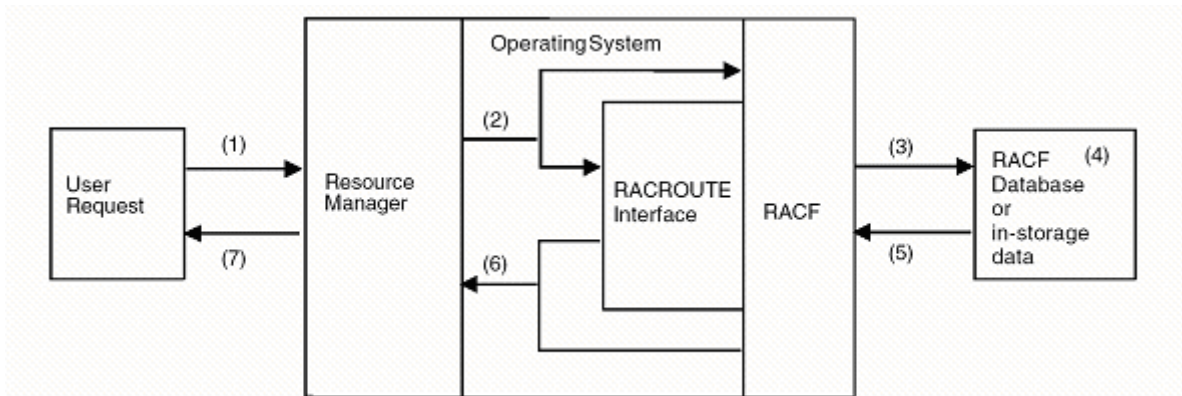 OperatingSystem
(1)
(2)
(3)
(4)
User
Request
Resource
Manager
RACROUTE
Interface
RACF
RACF
Database
or
in-storage
data
(5)
(6)
(7)